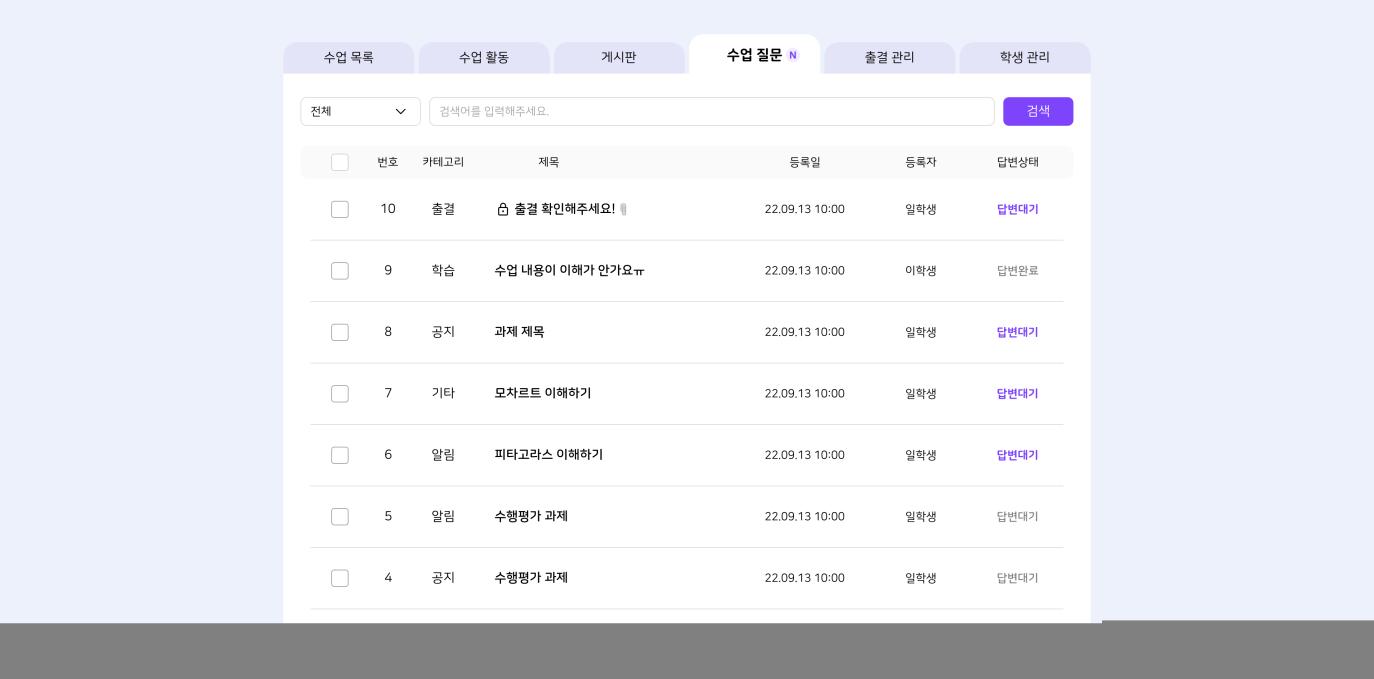 수업 목록 수업 활동 게시판 수업 질문 N 출결 관리 학생 관리
전체 검색어를 입력해주세요. 검색
번호 카테고리 제목 등록일 등록자 답변상태
10 출결 출결 확인해주세요! 22.09.13 10:00 일학생 답변대기
9 학습 수업 내용이 이해가 안가요ㅠ 22.09.13 10:00 이학생 답변완료
8 공지 과제 제목 22.09.13 10:00 일학생 답변대기
7 기타 모차르트 이해하기 22.09.13 10:00 일학생 답변대기
6 알림 피타고라스 이해하기 22.09.13 10:00 일학생 답변대기
5 알림 수행평가 과제 22.09.13 10:00 일학생 답변대기
4 공지 수행평가 과제 22.09.13 10:00 일학생 답변대기